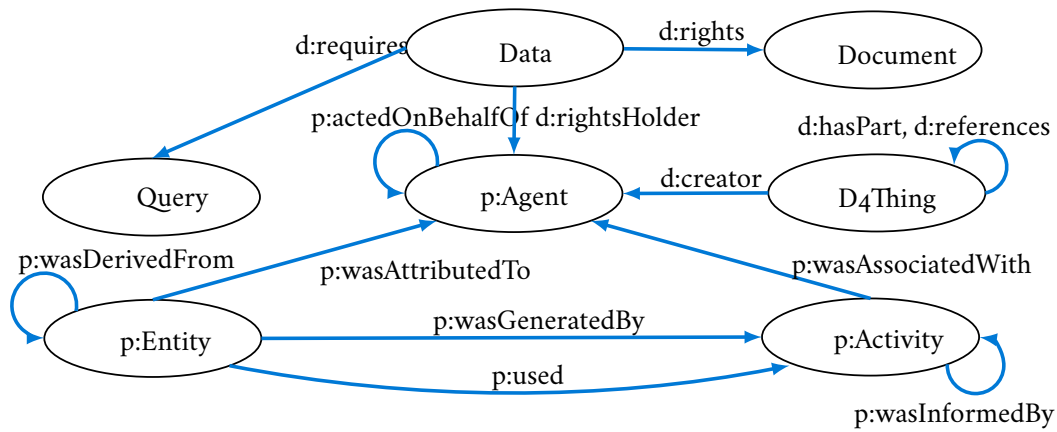 d:requires
Data
d:rights
Document
p:actedOnBehalfOf d:rightsHolder
d:hasPart, d:references
Query
p:Agent
d:creator
D4Thing
p:wasDerivedFrom
p:wasAttributedTo
p:wasAssociatedWith
p:Entity
p:wasGeneratedBy
p:Activity
p:used
p:wasInformedBy